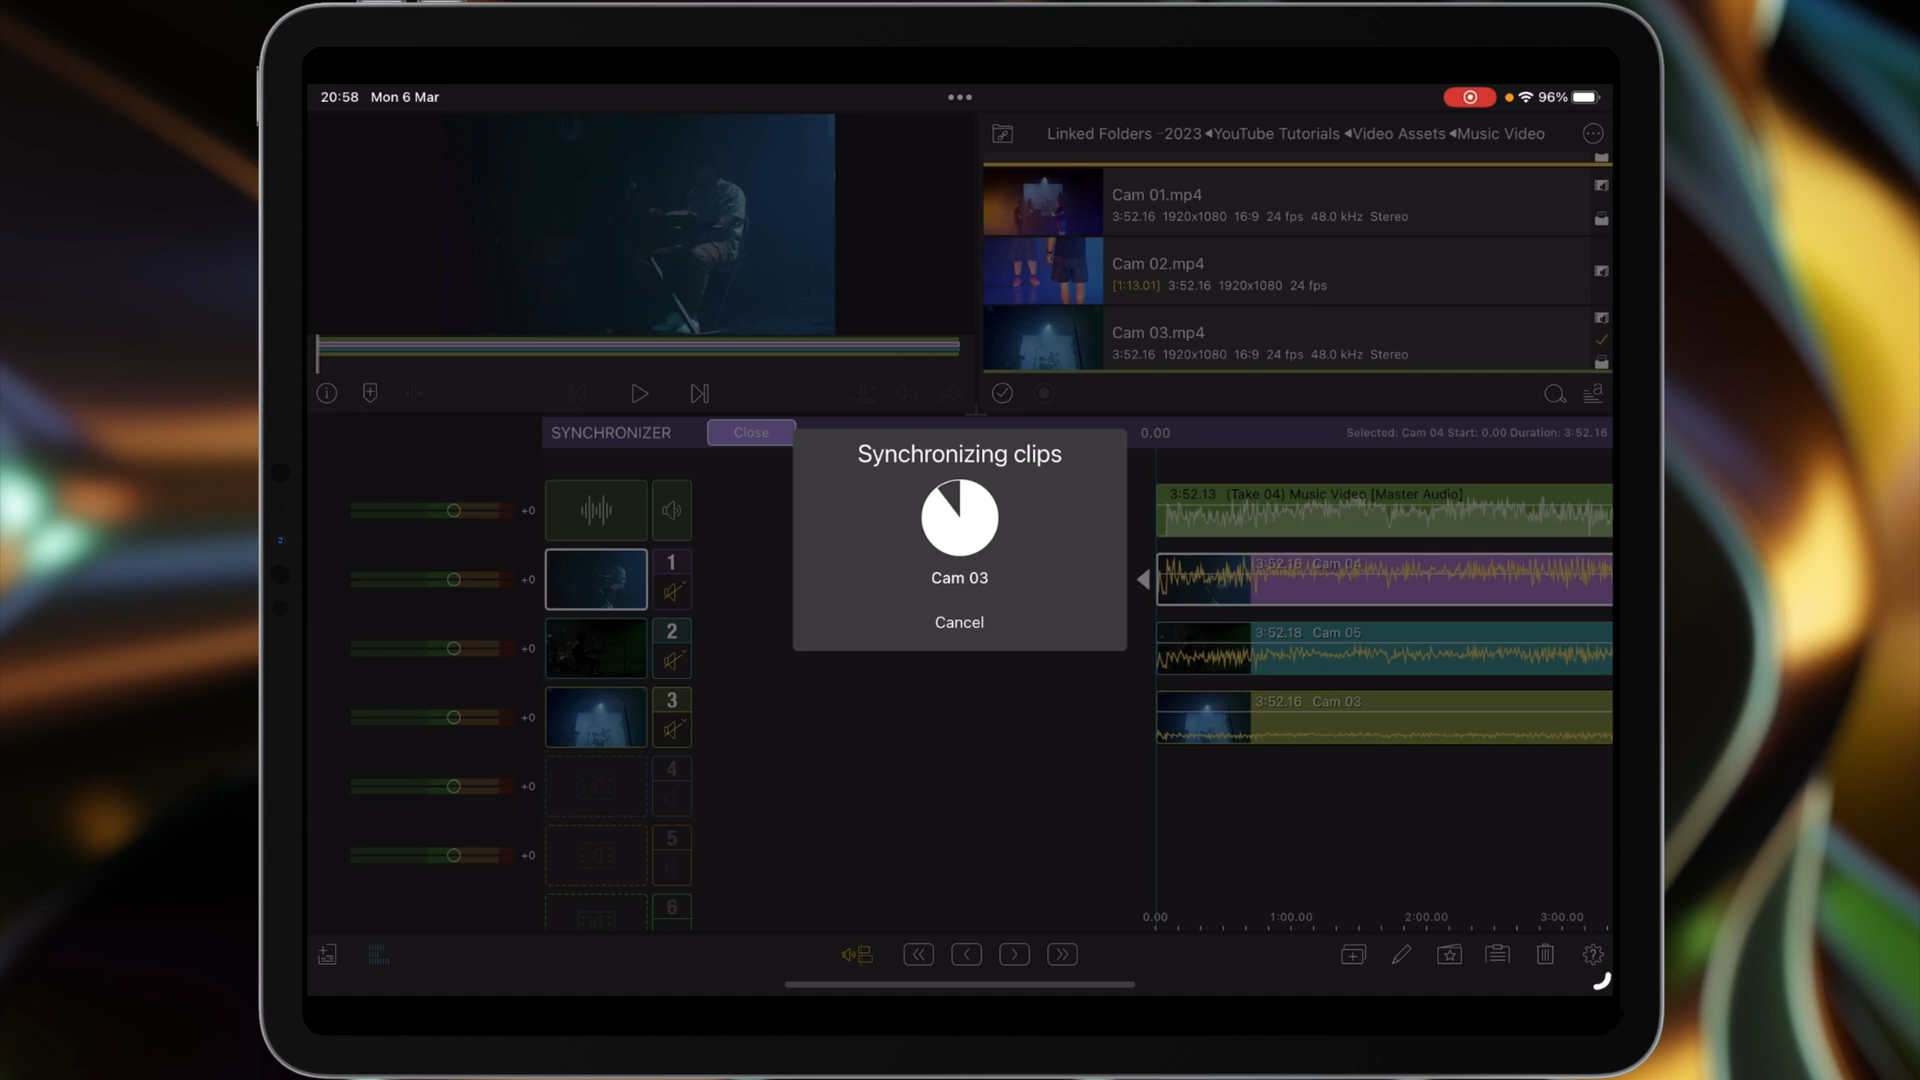 20:58 Mon 6 Mar
96%
Linked Folders 2023 YouTube Tutorials Video Assets Music Video
Cam 01.mp4
3:52.16 1920x1080 16:9 24 fps 48.0 kHz Stereo
Cam 02.mp4
[1:13.01] 3:52.16 1920x1080 24 fps
Cam 03.mp4
3:52.16 1920x1080 16:9 24 fps 48.0 kHz Stereo
SYNCHRONIZER
Close
0.00
Selected: Cam 04 Start: 0.00 Duration: 3:52.16
Synchronizing clips
Cam 03
Cancel
+0
3:52.13 (Take 04) Music Video [Master Audio]
+0
1
3:52.16 Cam 04
+0
2
3:52.18 Cam 05
+0
3
3:52.16 Cam 03
+0
4
+0
5
6
0.00 1:00.00 2:00.00 3:00.00